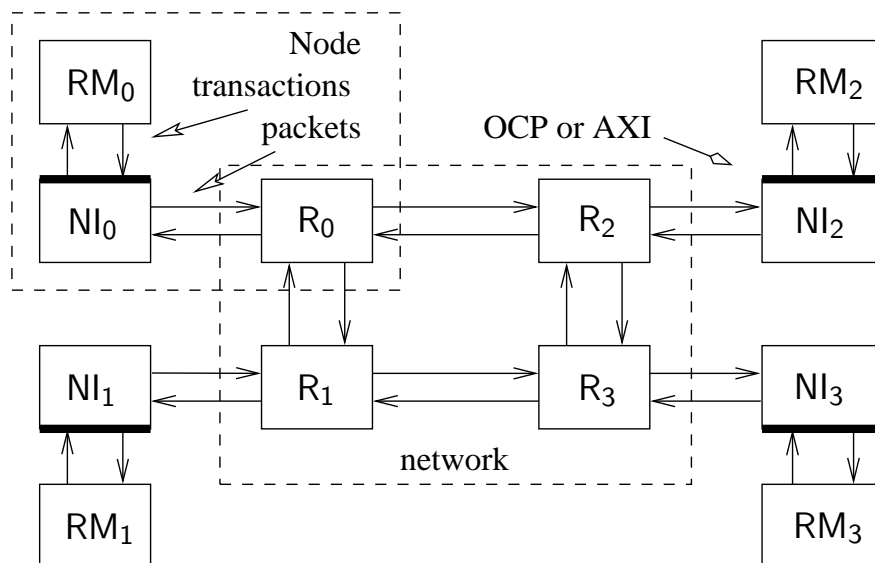 Node
RM₀ transactions RM₂
packets OCP or AXI
NI₀ R₀ R₂ NI₂
NI₁ R₁ R₃ NI₃
network
RM₁ RM₃